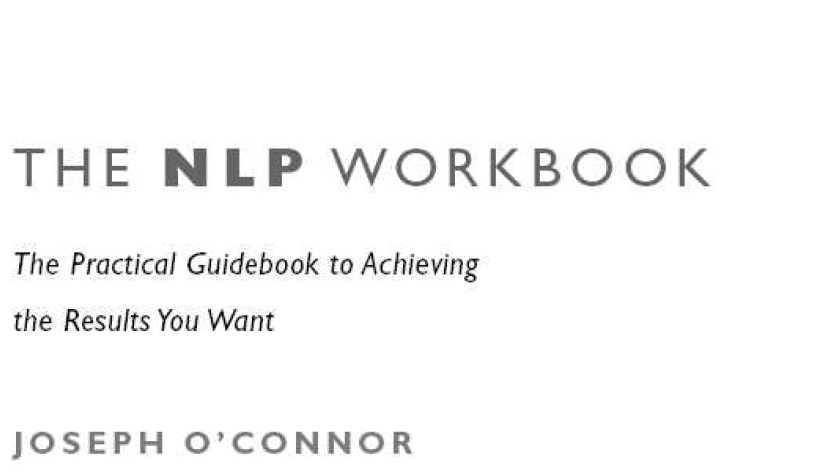 THE NLP WORKBOOK
The Practical Guidebook to Achieving
the Results You Want
JOSEPH O'CONNOR